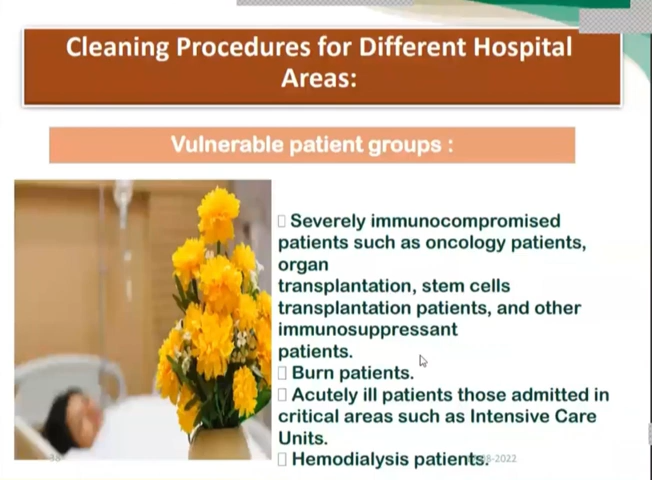 Cleaning Procedures for Different Hospital
Areas:
Vulnerable patient groups :
Severely immunocompromised
patients such as oncology patients,
organ
transplantation, stem cells
transplantation patients, and other
immunosuppressant
patients.
Burn patients.
Acutely ill patients those admitted in
critical areas such as Intensive Care
Units.
Hemodialysis patients.
-2022